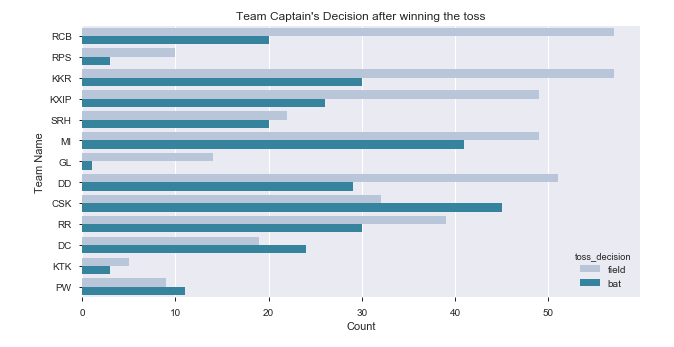 Team Captain's Decision after winning the toss
Team Name
RCB
RPS
KKR
KXIP
SRH
MI
GL
DD
CSK
RR
DC
KTK
PW
toss_decision
field
bat
0 10 20 30 40 50
Count